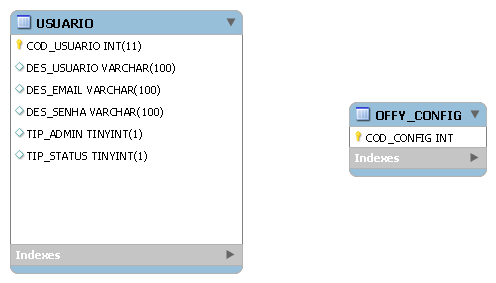 USUARIO
COD_USUARIO INT(11)
DES_USUARIO VARCHAR(100)
DES_EMAIL VARCHAR(100)
DES_SENHA VARCHAR(100)
TIP_ADMIN TINYINT(1)
TIP_STATUS TINYINT(1)
Indexes
OFFY_CONFIG
COD_CONFIG INT
Indexes